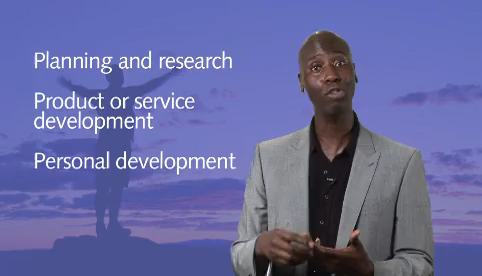 Planning and research
Product or service
development
Personal development